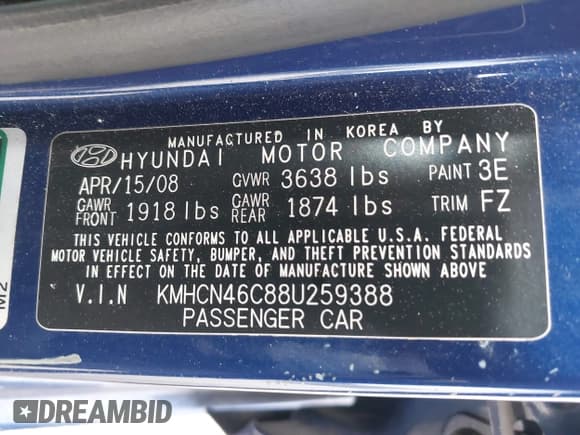 MANUFACTURED IN KOREA BY
HYUNDAI MOTOR COMPANY
APR/15/08 GVWR 3638 lbs PAINT 3E
GAWR FRONT 1918 lbs GAWR REAR 1874 lbs TRIM FZ
THIS VEHICLE CONFORMS TO ALL APPLICABLE U.S.A. FEDERAL
MOTOR VEHICLE SAFETY, BUMPER, AND THEFT PREVENTION STANDARDS
IN EFFECT ON THE DATE OF MANUFACTURE SHOWN ABOVE
V.I.N KMHCN46C88U259388
PASSENGER CAR
M2
DREAMBID